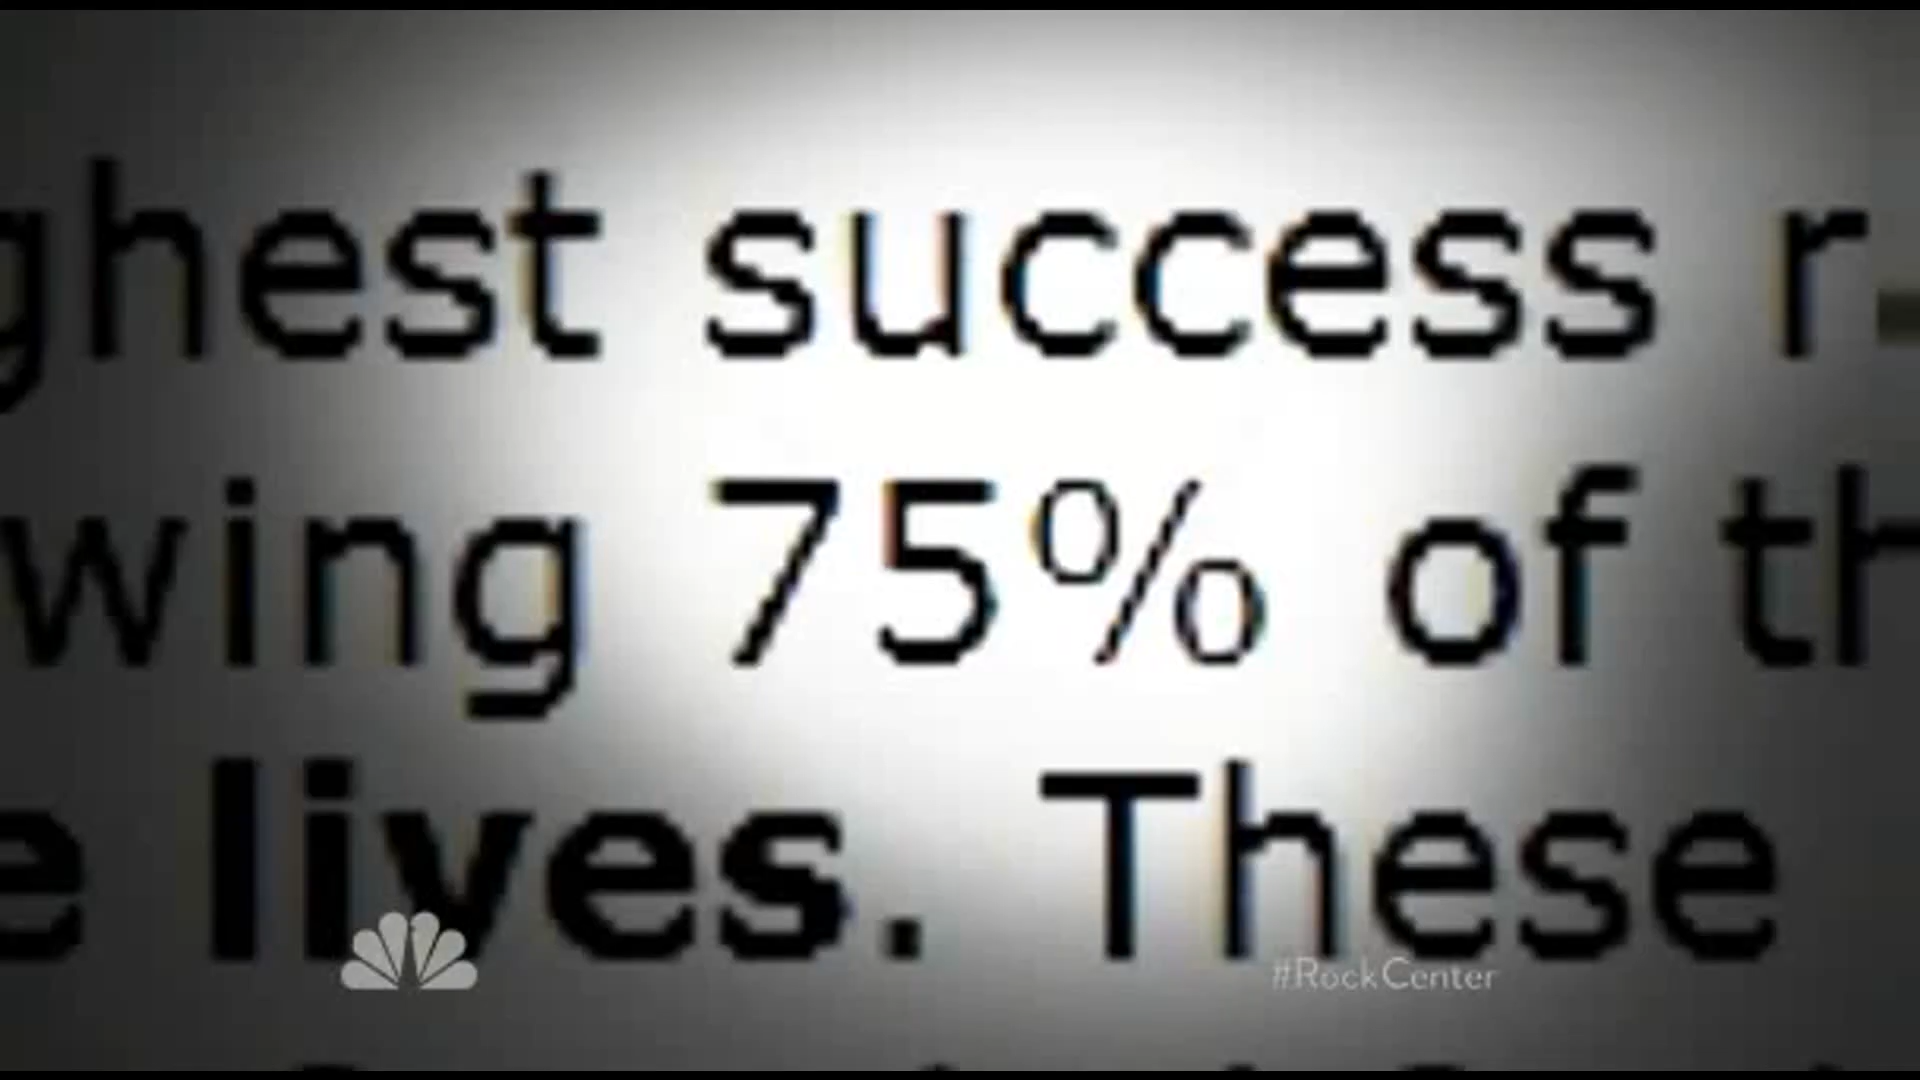 ghest success r
wing 75% of th
e lives. These
#RockCenter